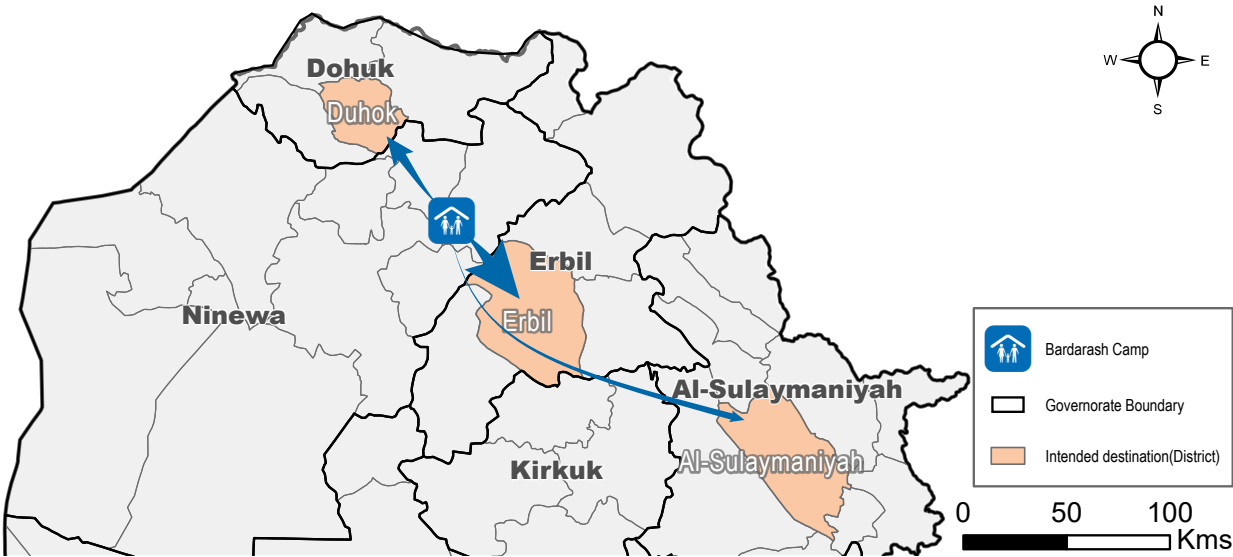 N
W E
S
Dohuk
Duhok
Erbil
Ninewa
Erbil
Al-Sulaymaniyah
Kirkuk
Al-Sulaymaniyah
Bardarash Camp
Governorate Boundary
Intended destination(District)
0 50 100
Kms